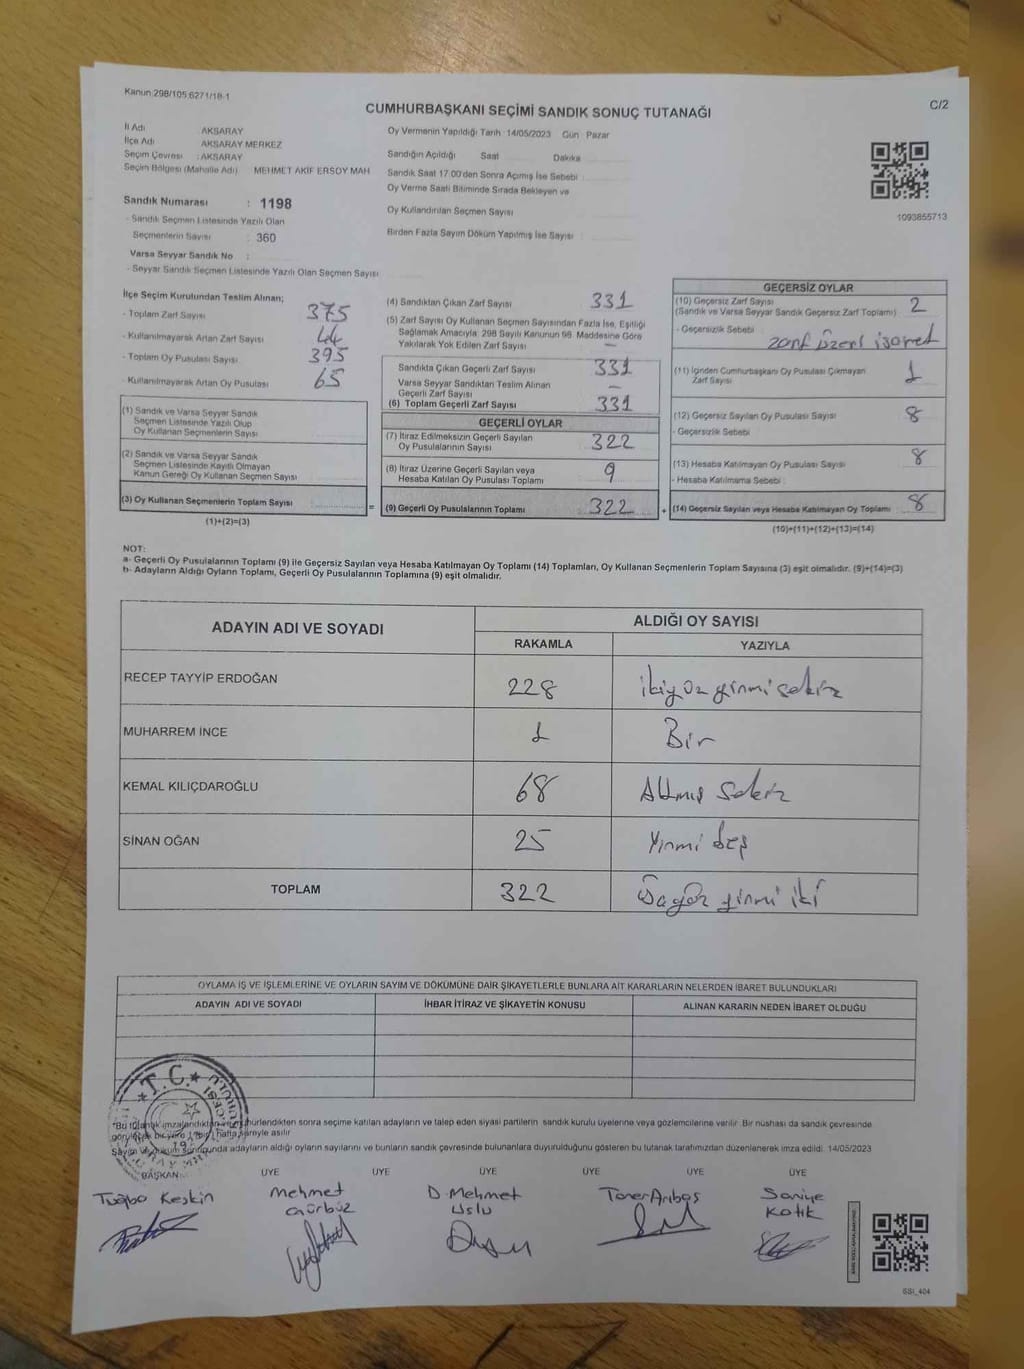 Kanun:298/105,6271/18-1
C/2
CUMHURBAŞKANI SEÇİMİ SANDIK SONUÇ TUTANAĞI
İl Adı AKSARAY
İlçe Adı AKSARAY MERKEZ
Seçim Çevresi : AKSARAY
Seçim Bölgesi (Mahalle Adı) MEHMET AKİF ERSOY MAH
Oy Vermenin Yapıldığı Tarih 14/05/2023 Gün Pazar
Sandığın Açıldığı Saat Dakika
Sandık Saat 17.00'den Sonra Açımış İse Sebebi
Oy Verme Saati Bitiminde Sırada Bekleyen ve
Oy Kullandırılan Seçmen Sayısı
Birden Fazla Sayım Döküm Yapılmış İse Sayısı
1093855713
Sandık Numarası : 1198
- Sandık Seçmen Listesinde Yazılı Olan
Seçmenlerin Sayısı : 360
Varsa Seyyar Sandık No :
- Seyyar Sandık Seçmen Listesinde Yazılı Olan Seçmen Sayısı
İlçe Seçim Kurulundan Teslim Alınan;
- Toplam Zarf Sayısı 375
- Kullanılmayarak Artan Zarf Sayısı 44
- Toplam Oy Pusulası Sayısı 395
- Kullanılmayarak Artan Oy Pusulası 65
(1) Sandık ve Varsa Seyyar Sandık
Seçmen Listesinde Yazılı Olup
Oy Kullanan Seçmenlerin Sayısı
(2) Sandık ve Varsa Seyyar Sandık
Seçmen Listesinde Kayıtlı Olmayan
Kanun Gereği Oy Kullanan Seçmen Sayısı
(3) Oy Kullanan Seçmenlerin Toplam Sayısı =
(1)+(2)=(3)
(4) Sandıktan Çıkan Zarf Sayısı 331
(5) Zarf Sayısı Oy Kullanan Seçmen Sayısından Fazla İse, Eşitliği
Sağlamak Amacıyla 298 Sayılı Kanunun 98. Maddesine Göre
Yakılarak Yok Edilen Zarf Sayısı —
Sandıkta Çıkan Geçerli Zarf Sayısı 331
Varsa Seyyar Sandıktan Teslim Alınan
Geçerli Zarf Sayısı —
(6) Toplam Geçerli Zarf Sayısı 331
GEÇERLİ OYLAR
(7) İtiraz Edilmeksizin Geçerli Sayılan
Oy Pusulalarının Sayısı 322
(8) İtiraz Üzerine Geçerli Sayılan veya
Hesaba Katılan Oy Pusulası Toplamı 9
(9) Geçerli Oy Pusulalarının Toplamı 322 +
GEÇERSİZ OYLAR
(10) Geçersiz Zarf Sayısı 2
(Sandık ve Varsa Seyyar Sandık Geçersiz Zarf Toplamı)
- Geçersizlik Sebebi zarf üzeri işaret
(11) İçinden Cumhurbaşkanı Oy Pusulası Çıkmayan
Zarf Sayısı 1
(12) Geçersiz Sayılan Oy Pusulası Sayısı 8
- Geçersizlik Sebebi
(13) Hesaba Katılmayan Oy Pusulası Sayısı 8
- Hesaba Katılmama Sebebi
(14) Geçersiz Sayılan veya Hesaba Katılmayan Oy Toplamı 8
(10)+(11)+(12)+(13)=(14)
NOT:
a- Geçerli Oy Pusulalarının Toplamı (9) ile Geçersiz Sayılan veya Hesaba Katılmayan Oy Toplamı (14) Toplamları, Oy Kullanan Seçmenlerin Toplam Sayısına (3) eşit olmalıdır. (9)+(14)=(3)
b- Adayların Aldığı Oyların Toplamı, Geçerli Oy Pusulalarının Toplamına (9) eşit olmalıdır.
ADAYIN ADI VE SOYADI
ALDIĞI OY SAYISI
RAKAMLA YAZIYLA
RECEP TAYYİP ERDOĞAN 228 ikiyüz yirmi sekiz
MUHARREM İNCE 1 Bir
KEMAL KILIÇDAROĞLU 68 Altmış Sekiz
SİNAN OĞAN 25 Yirmi beş
TOPLAM 322 Üçyüz yirmi iki
OYLAMA İŞ VE İŞLEMLERİNE VE OYLARIN SAYIM VE DÖKÜMÜNE DAİR ŞİKAYETLERLE BUNLARA AİT KARARLARIN NELERDEN İBARET BULUNDUKLARI
ADAYIN ADI VE SOYADI İHBAR İTİRAZ VE ŞİKAYETİN KONUSU ALINAN KARARIN NEDEN İBARET OLDUĞU
T.C.
"Bu tutanak imzalandıktan ve mühürlendikten sonra seçime katılan adayların ve talep eden siyasi partilerin sandık kurulu üyelerine veya gözlemcilerine verilir. Bir nüshası da sandık çevresinde
görülecek bir yere 1 (bir) hafta süreyle asılır
Sayım ve döküm sonucunda adayların aldığı oyların sayılarını ve bunların sandık çevresinde bulunanlara duyurulduğunu gösteren bu tutanak tarafımızdan düzenlenerek imza edildi. 14/05/2023
BAŞKAN ÜYE ÜYE ÜYE ÜYE ÜYE ÜYE
Tuğba Keskin
Mehmet Gürbüz
D.Mehmet Uslu
Taner Arıbaş
Saniye Katık
SSI_404